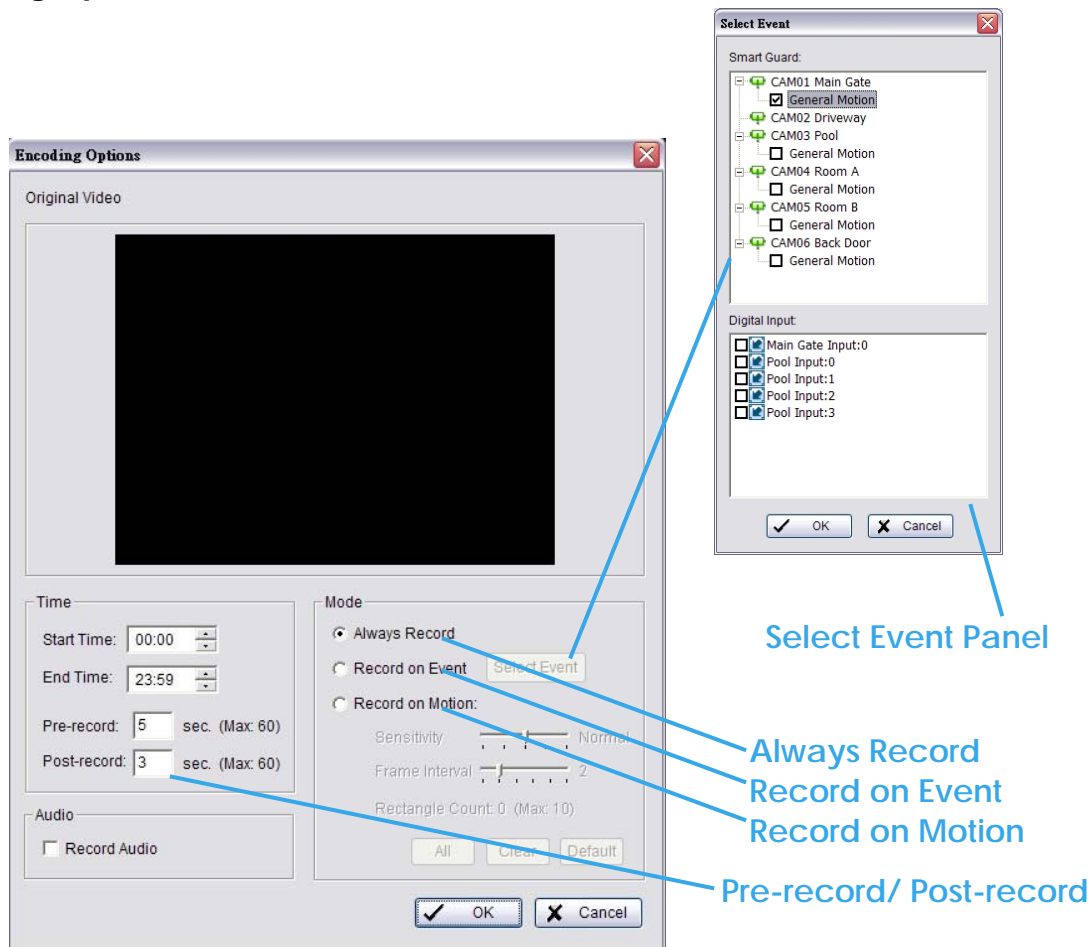 Select Event
Smart Guard:
CAM01 Main Gate
General Motion
CAM02 Driveway
CAM03 Pool
General Motion
CAM04 Room A
General Motion
CAM05 Room B
General Motion
CAM06 Back Door
General Motion
Digital Input:
Main Gate Input:0
Pool Input:0
Pool Input:1
Pool Input:2
Pool Input:3
OK
Cancel
Select Event Panel
Encoding Options
Original Video
Time
Start Time: 00:00
End Time: 23:59
Pre-record: 5 sec. (Max: 60)
Post-record: 3 sec. (Max: 60)
Audio
Record Audio
Mode
Always Record
Record on Event Select Event
Record on Motion:
Sensitivity Normal
Frame Interval 2
Rectangle Count: 0 (Max: 10)
All Clear Default
OK Cancel
Always Record
Record on Event
Record on Motion
Pre-record/ Post-record